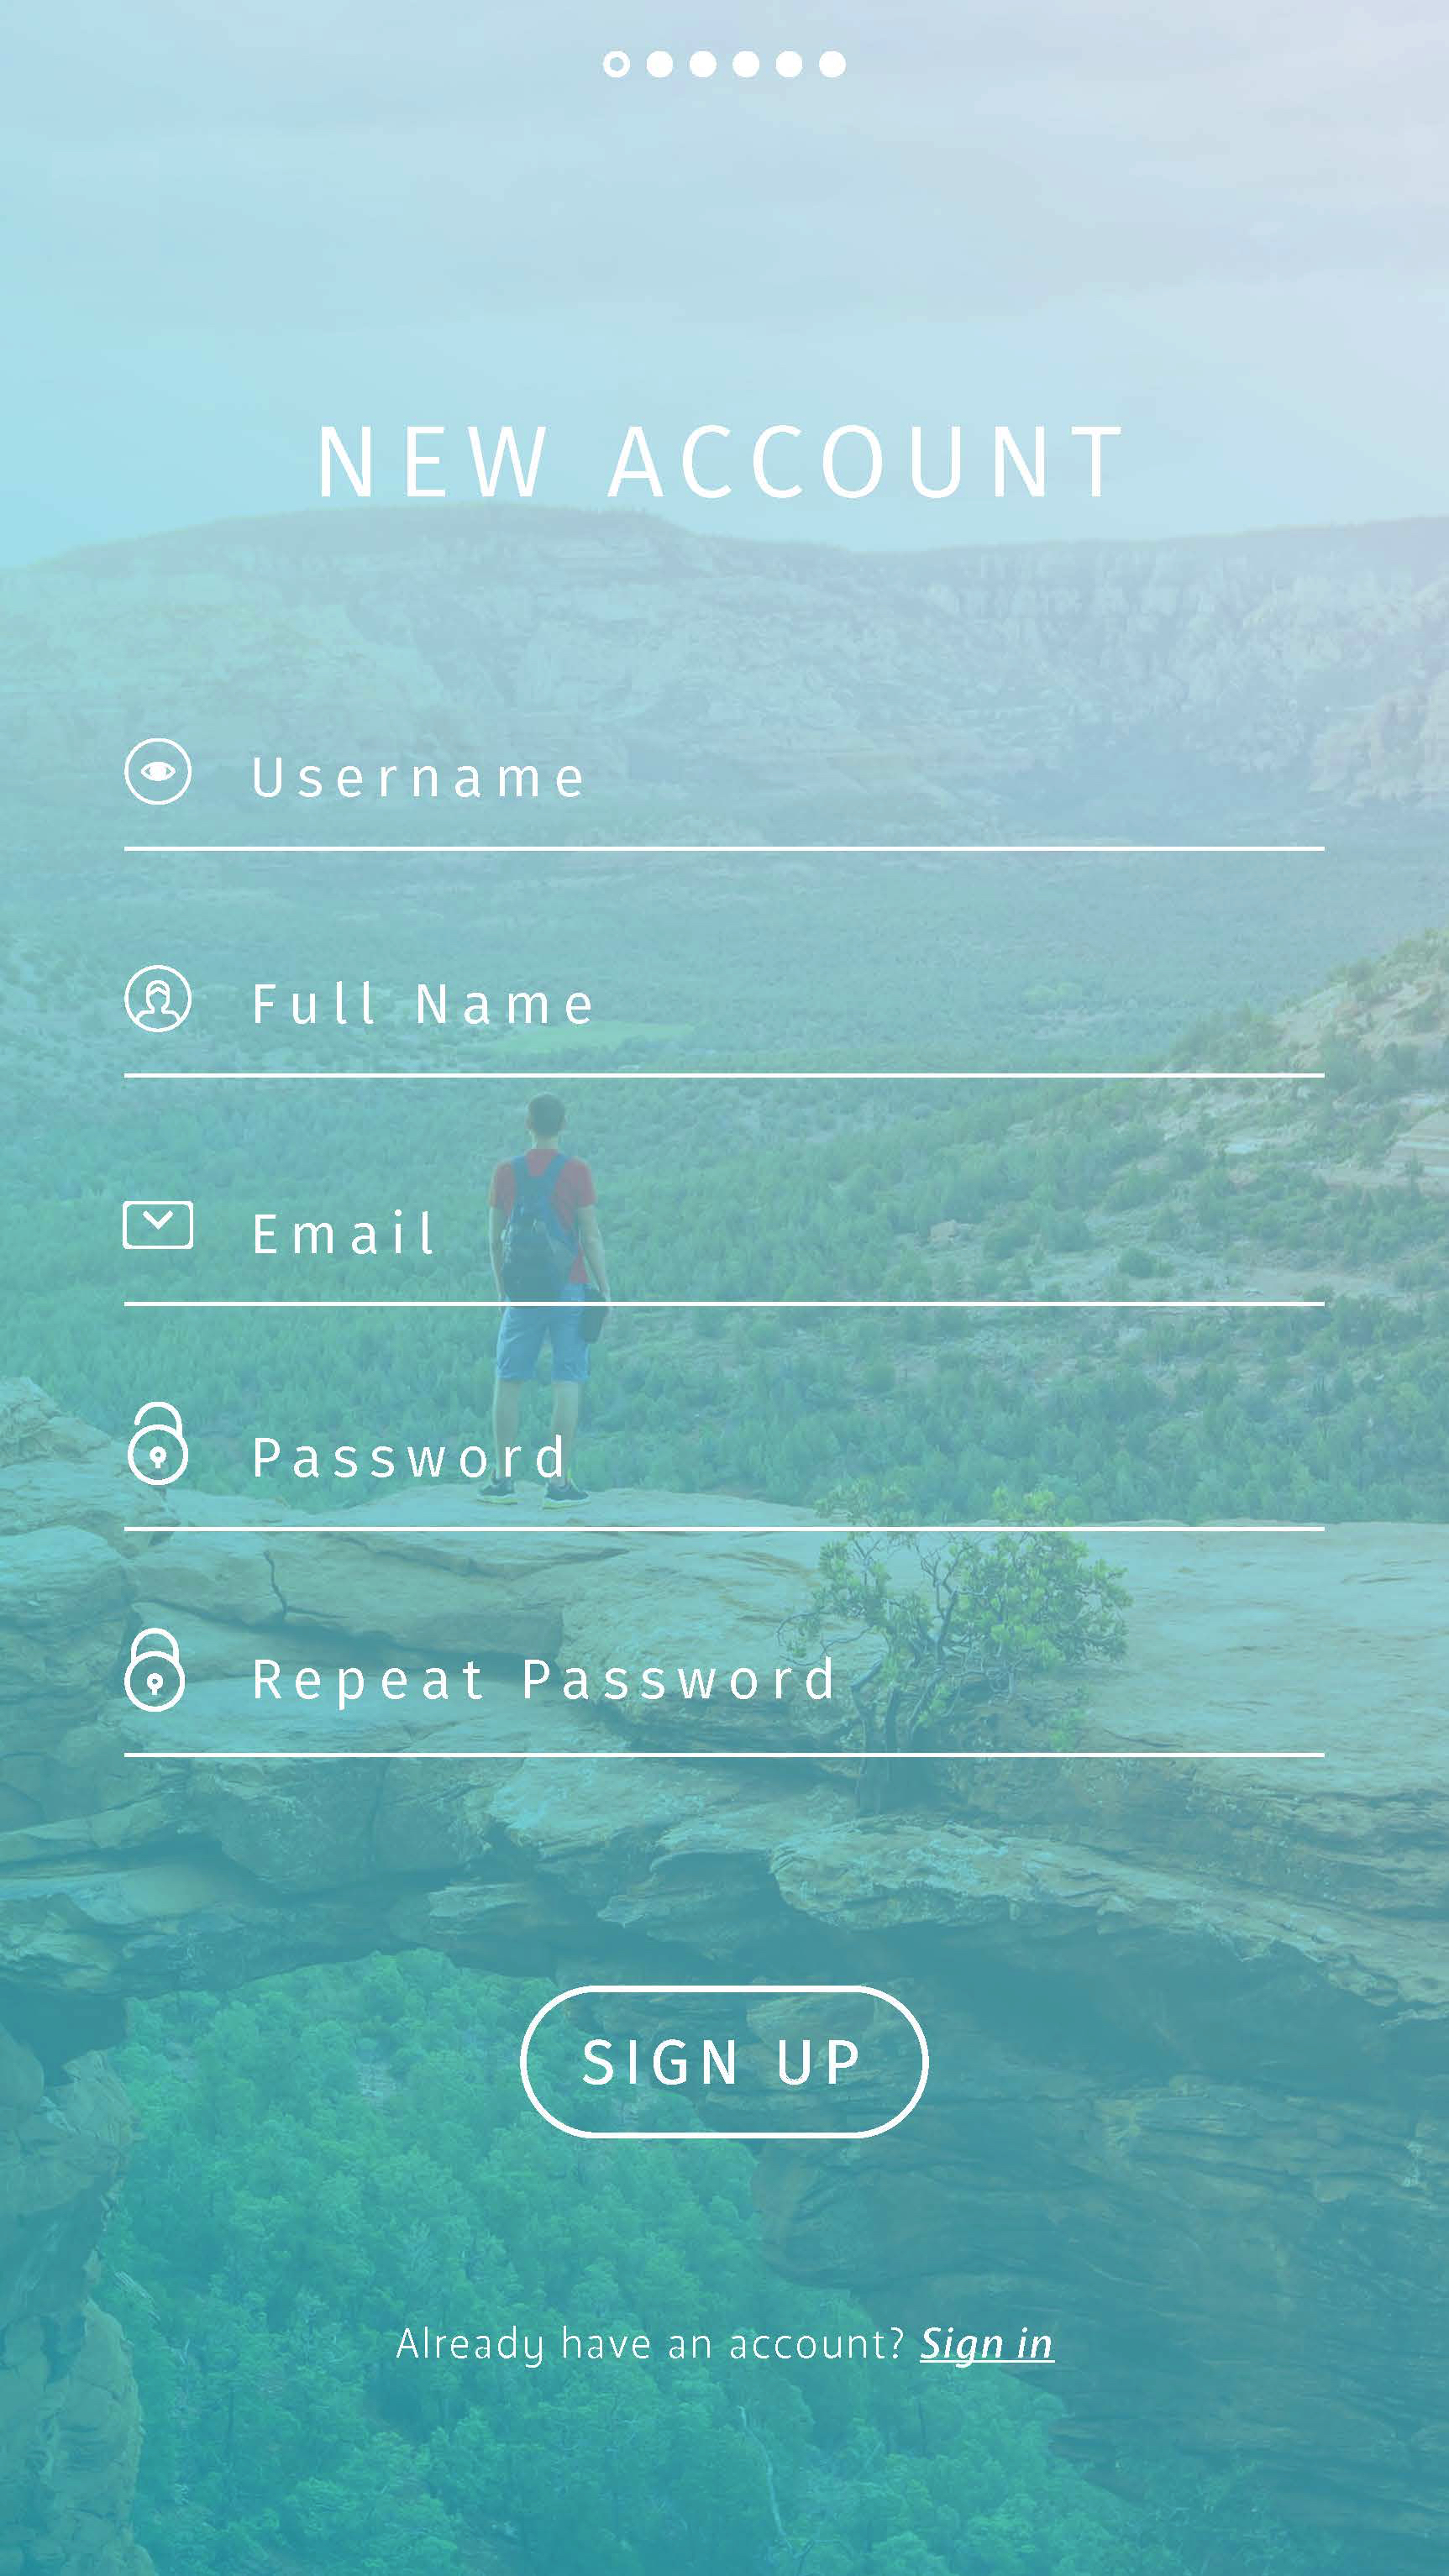 NEW ACCOUNT
Username
Full Name
Email
Password
Repeat Password
SIGN UP
Already have an account? Sign in